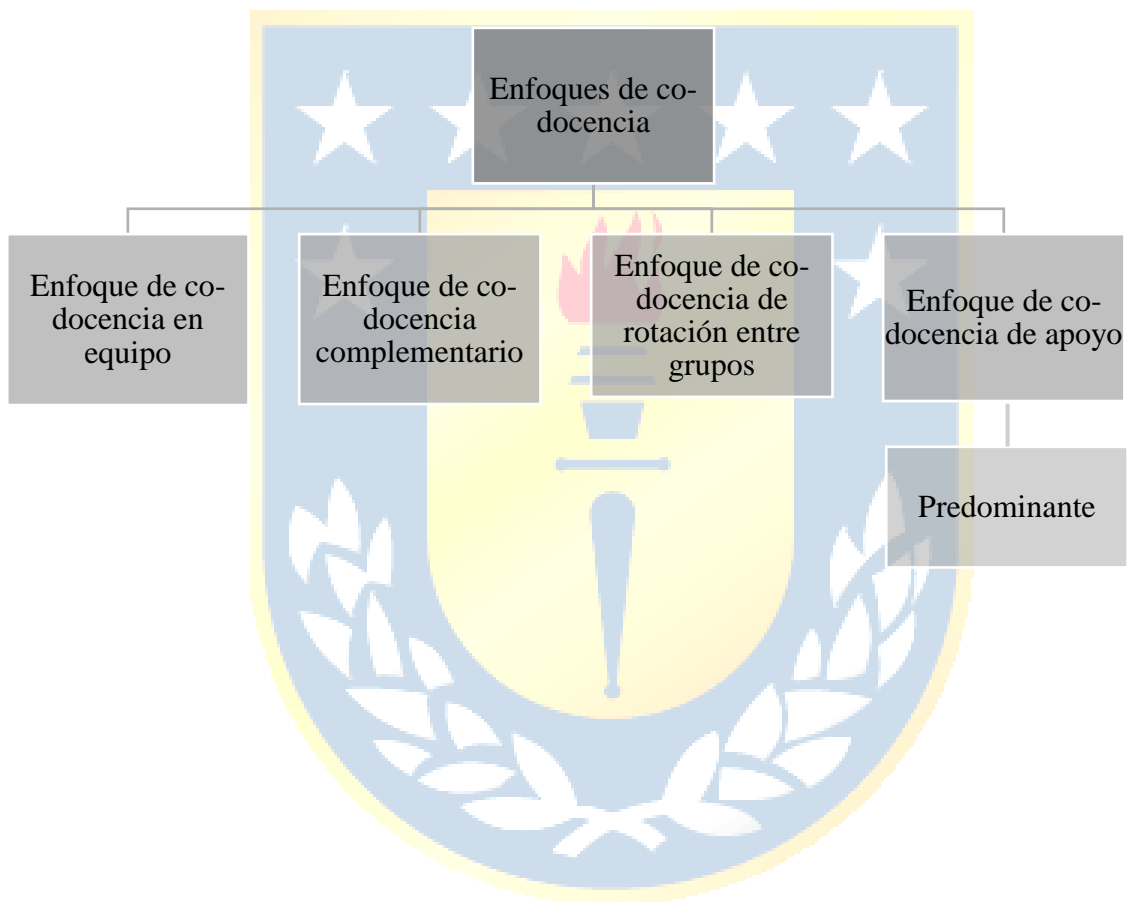 Enfoques de co-
docencia
Enfoque de co-
docencia en
equipo
Enfoque de co-
docencia
complementario
Enfoque de co-
docencia de
rotación entre
grupos
Enfoque de co-
docencia de apoyo
Predominante